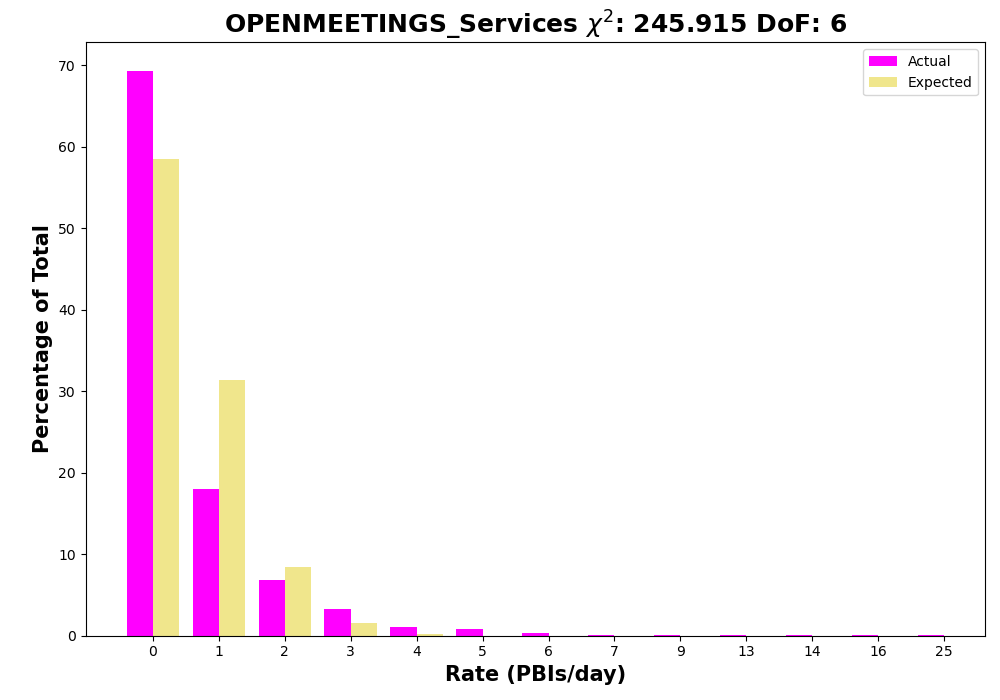 OPENMEETINGS_Services χ²: 245.915 DoF: 6
Actual
Expected
Percentage of Total
70
60
50
40
30
20
10
0
0 1 2 3 4 5 6 7 9 13 14 16 25
Rate (PBIs/day)